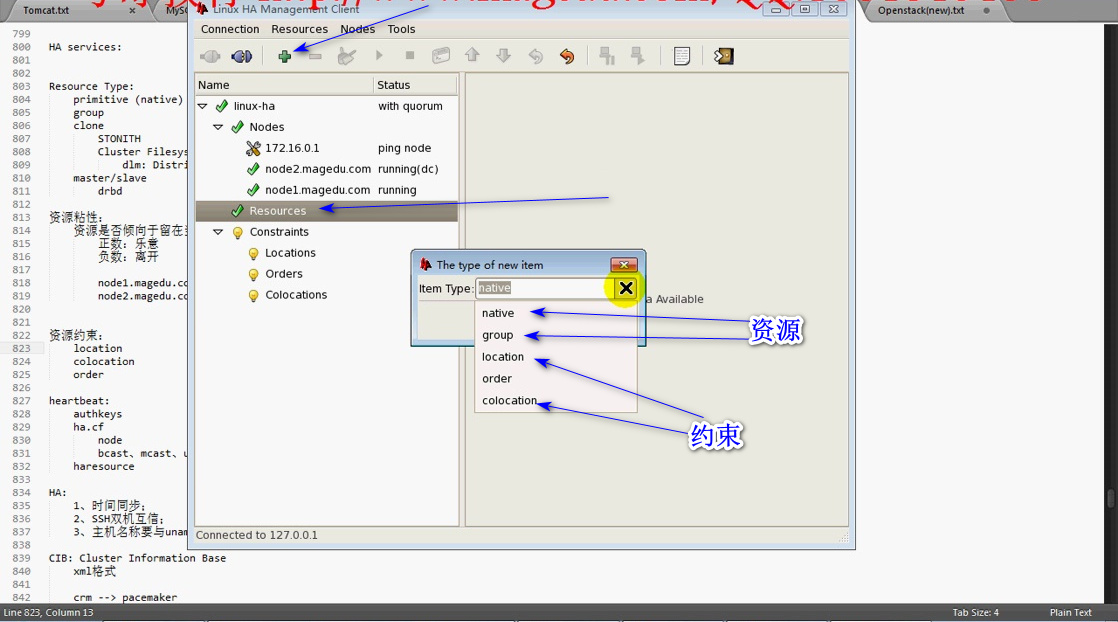 Tomcat.txt
Linux HA Management Client
Openstack(new).txt
Connection Resources Nodes Tools
Name Status
linux-ha with quorum
Nodes
172.16.0.1 ping node
node2.magedu.com running(dc)
node1.magedu.com running
Resources
Constraints
Locations
Orders
Colocations
Connected to 127.0.0.1
The type of new item
Item Type: native
native
group
location
order
colocation
a Available
资源
约束
799
800 HA services:
801
802
803 Resource Type:
804 primitive (native)
805 group
806 clone
807 STONITH
808 Cluster Filesys
809 dlm: Distri
810 master/slave
811 drbd
812
813 资源粘性:
814 资源是否倾向于留在
815 正数: 乐意
816 负数: 离开
817
818 node1.magedu.co
819 node2.magedu.co
820
821
822 资源约束:
823 location
824 colocation
825 order
826
827 heartbeat:
828 authkeys
829 ha.cf
830 node
831 bcast、mcast、u
832 haresource
833
834 HA:
835 1、时间同步;
836 2、SSH双机互信;
837 3、主机名称要与unam
838
839 CIB: Cluster Information Base
840 xml格式
841
842 crm --> pacemaker
Line 823, Column 13 Tab Size: 4 Plain Text